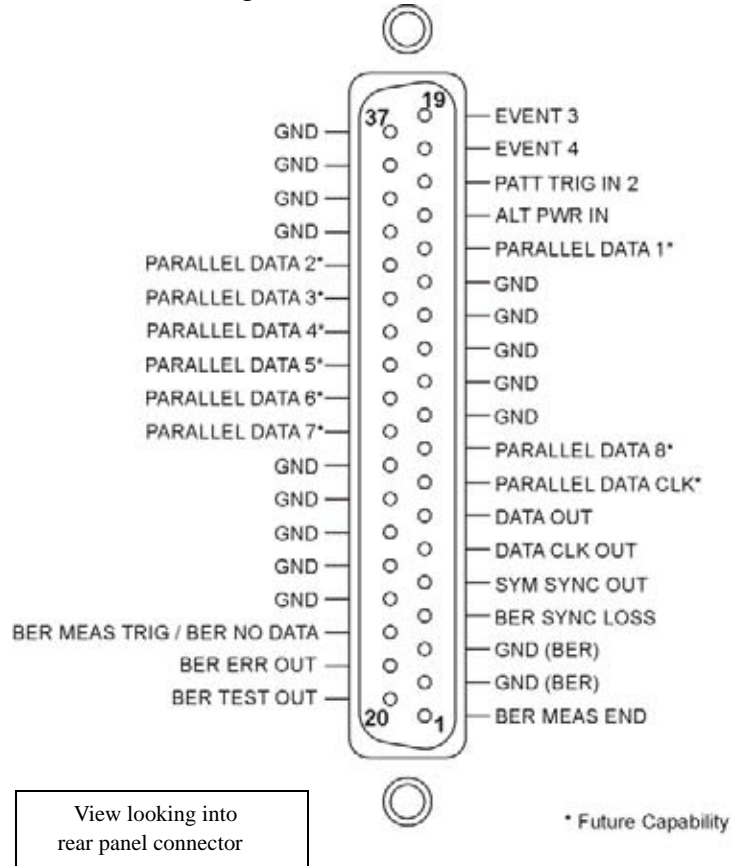 37
19
GND
GND
GND
GND
PARALLEL DATA 2*
PARALLEL DATA 3*
PARALLEL DATA 4*
PARALLEL DATA 5*
PARALLEL DATA 6*
PARALLEL DATA 7*
GND
GND
GND
GND
GND
BER MEAS TRIG / BER NO DATA
BER ERR OUT
BER TEST OUT
EVENT 3
EVENT 4
PATT TRIG IN 2
ALT PWR IN
PARALLEL DATA 1*
GND
GND
GND
GND
GND
PARALLEL DATA 8*
PARALLEL DATA CLK*
DATA OUT
DATA CLK OUT
SYM SYNC OUT
BER SYNC LOSS
GND (BER)
GND (BER)
BER MEAS END
20
1
View looking into
rear panel connector
* Future Capability